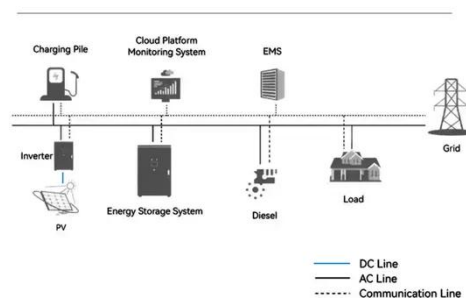 Charging Pile
Cloud Platform
Monitoring System
EMS
Grid
Inverter
PV
Energy Storage System
Diesel
Load
DC Line
AC Line
Communication Line